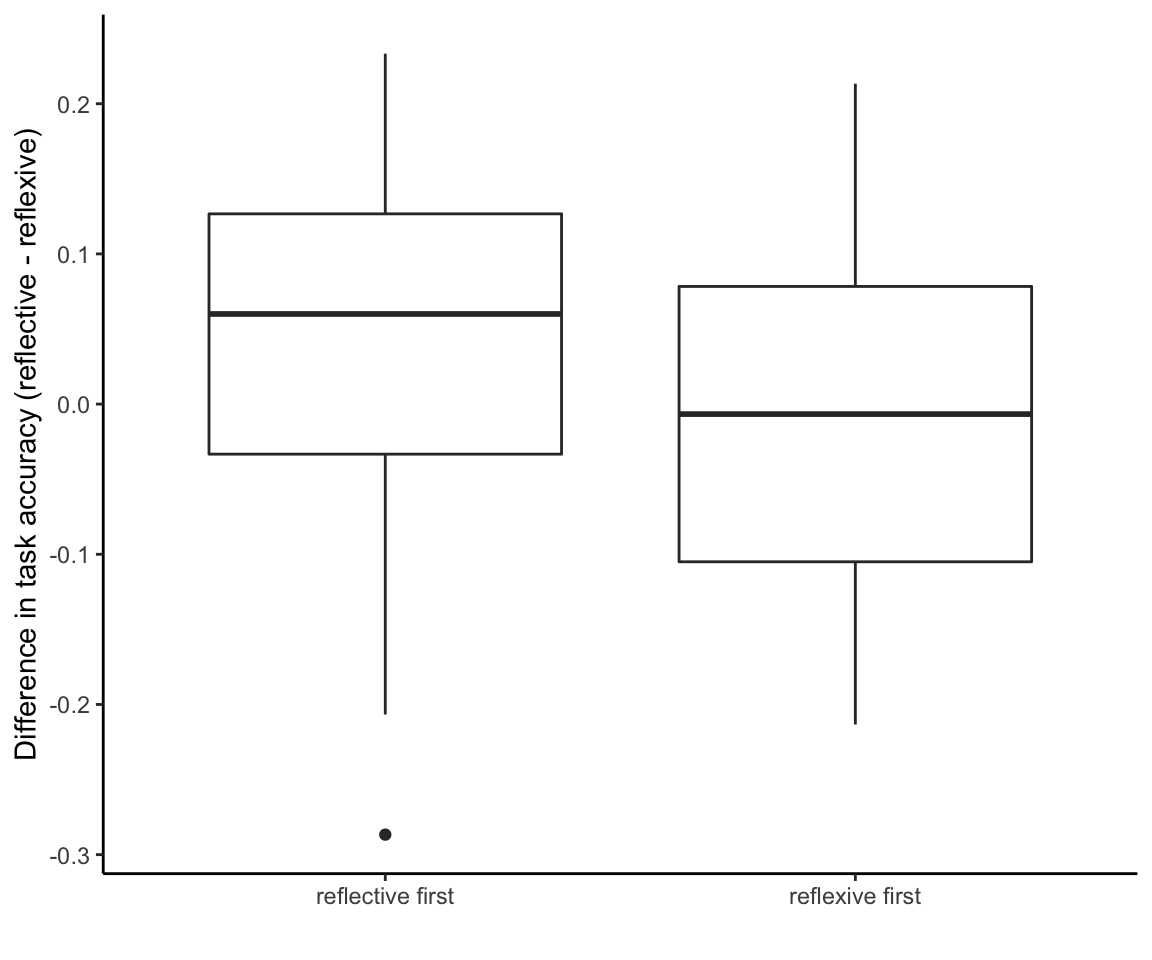 Difference in task accuracy (reflective - reflexive)
0.2
0.1
0.0
-0.1
-0.2
-0.3
reflective first
reflexive first